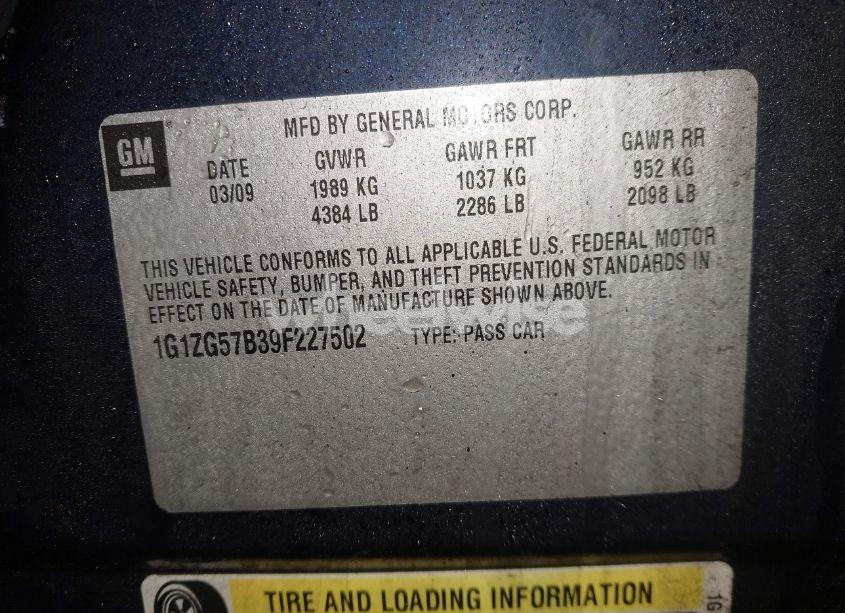 MFD BY GENERAL MOTORS CORP.
GM
DATE GVWR GAWR FRT GAWR RR
03/09 1989 KG 1037 KG 952 KG
4384 LB 2286 LB 2098 LB
THIS VEHICLE CONFORMS TO ALL APPLICABLE U.S. FEDERAL MOTOR
VEHICLE SAFETY, BUMPER, AND THEFT PREVENTION STANDARDS IN
EFFECT ON THE DATE OF MANUFACTURE SHOWN ABOVE.
1G1ZG57B39F227502 TYPE: PASS CAR
TIRE AND LOADING INFORMATION
1G